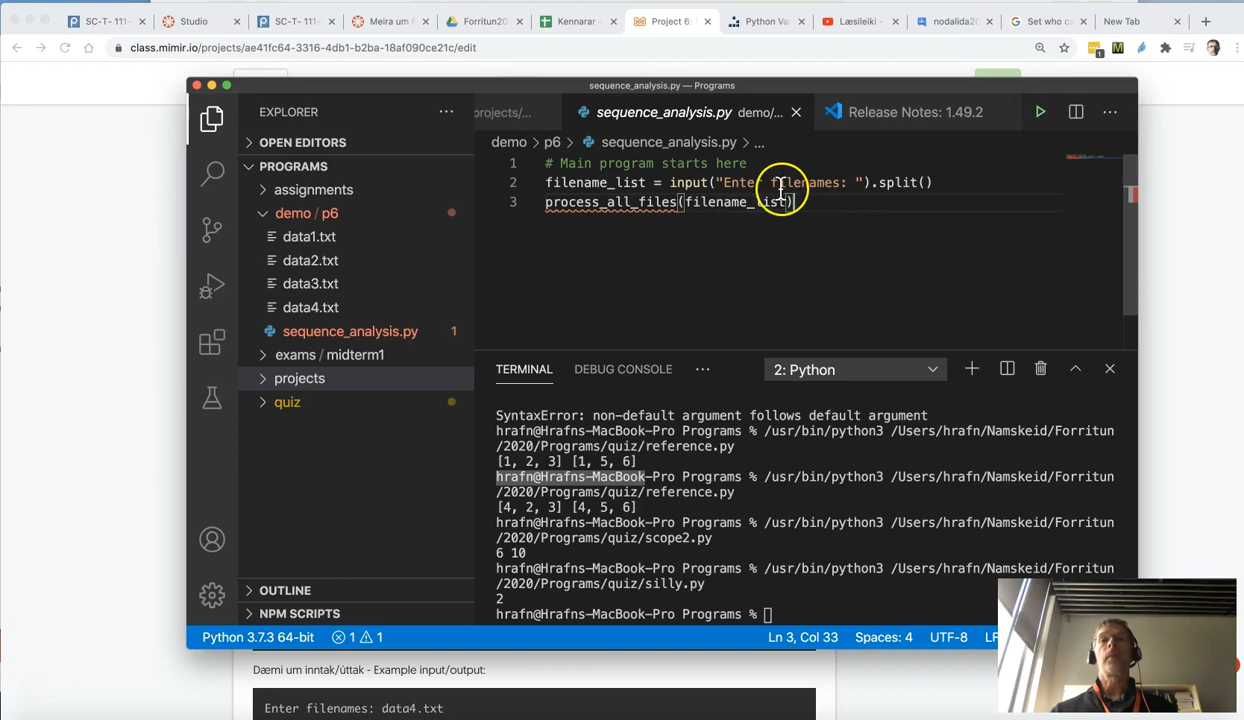 SC-T- 111-
Studio
SC-T- 111-
Meira um f
Forritun20
Kennarar -
Project 6:
Python Va
Læsileiki -
nodalida20
Set who c
New Tab
class.mimir.io/projects/ae41fc64-3316-4db1-b2ba-18af090ce21c/edit
sequence_analysis.py — Programs
EXPLORER
projects/...
sequence_analysis.py demo/...
Release Notes: 1.49.2
OPEN EDITORS
demo > p6 > sequence_analysis.py > ...
PROGRAMS
assignments
demo / p6
data1.txt
data2.txt
data3.txt
data4.txt
sequence_analysis.py 1
exams / midterm1
projects
quiz
OUTLINE
NPM SCRIPTS
1 # Main program starts here
2 filename_list = input("Enter filenames: ").split()
3 process_all_files(filename_list)
TERMINAL
DEBUG CONSOLE
2: Python
SyntaxError: non-default argument follows default argument
hrafn@Hrafns-MacBook-Pro Programs % /usr/bin/python3 /Users/hrafn/Namskeid/Forritun
/2020/Programs/quiz/reference.py
[1, 2, 3] [1, 5, 6]
hrafn@Hrafns-MacBook-Pro Programs % /usr/bin/python3 /Users/hrafn/Namskeid/Forritun
/2020/Programs/quiz/reference.py
[4, 2, 3] [4, 5, 6]
hrafn@Hrafns-MacBook-Pro Programs % /usr/bin/python3 /Users/hrafn/Namskeid/Forritun
/2020/Programs/quiz/scope2.py
6 10
hrafn@Hrafns-MacBook-Pro Programs % /usr/bin/python3 /Users/hrafn/Namskeid/Forritun
/2020/Programs/quiz/silly.py
2
hrafn@Hrafns-MacBook-Pro Programs %
Python 3.7.3 64-bit
1 1
Ln 3, Col 33
Spaces: 4
UTF-8
LF
Dæmi um inntak/úttak - Example input/output:
Enter filenames: data4.txt